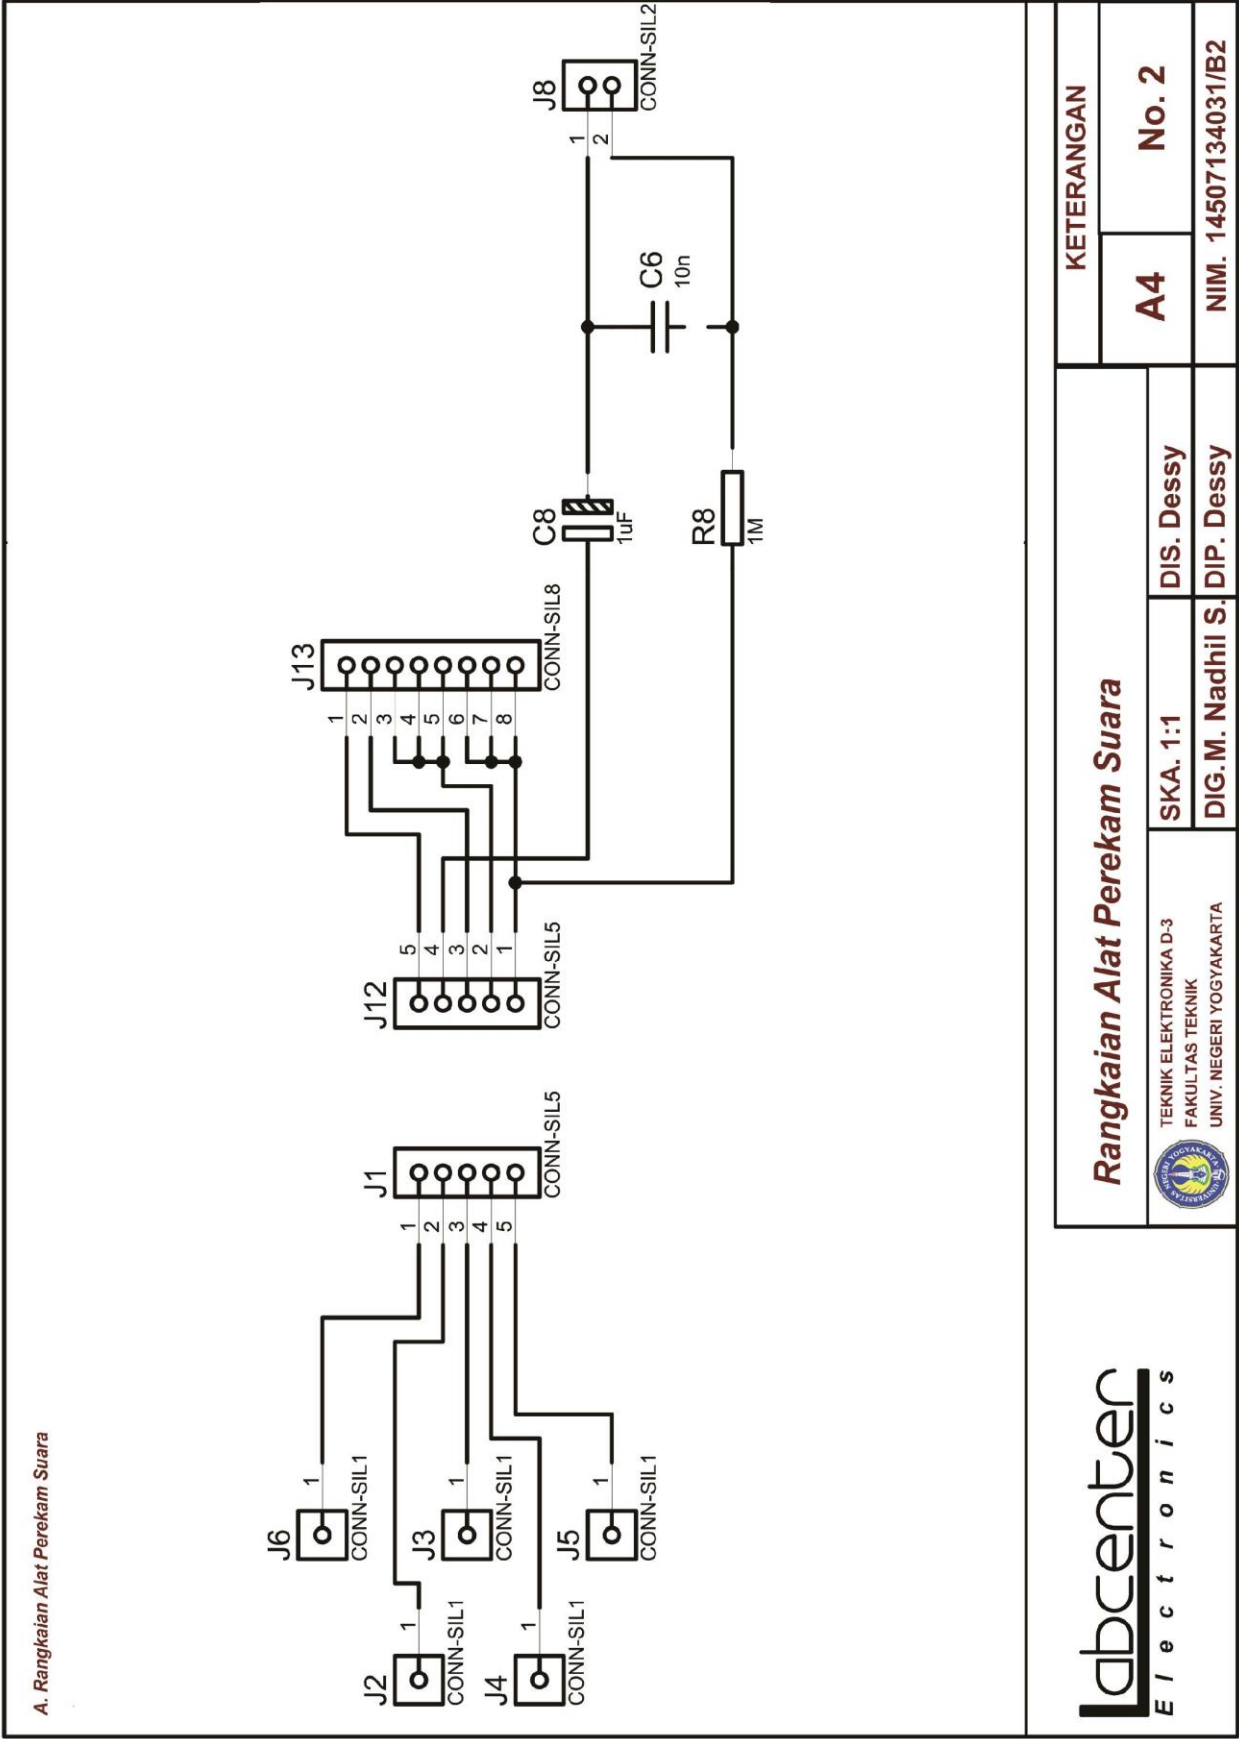 A. Rangkaian Alat Perekam Suara
J6
1
CONN-SIL1
J2
1
CONN-SIL1
J3
1
CONN-SIL1
J4
1
CONN-SIL1
J5
1
CONN-SIL1
J1
1
2
3
4
5
CONN-SIL5
J12
5
4
3
2
1
CONN-SIL5
J13
1
2
3
4
5
6
7
8
CONN-SIL8
C8
1uF
R8
1M
C6
10n
J8
1
2
CONN-SIL2
Labcenter
Electronics
Rangkaian Alat Perekam Suara
KETERANGAN
TEKNIK ELEKTRONIKA D-3
FAKULTAS TEKNIK
UNIV. NEGERI YOGYAKARTA
SKA. 1:1
DIS. Dessy
A4
No. 2
DIG. M. Nadhil S.
DIP. Dessy
NIM. 14507134031/B2
UNIVERSITAS NEGERI YOGYAKARTA